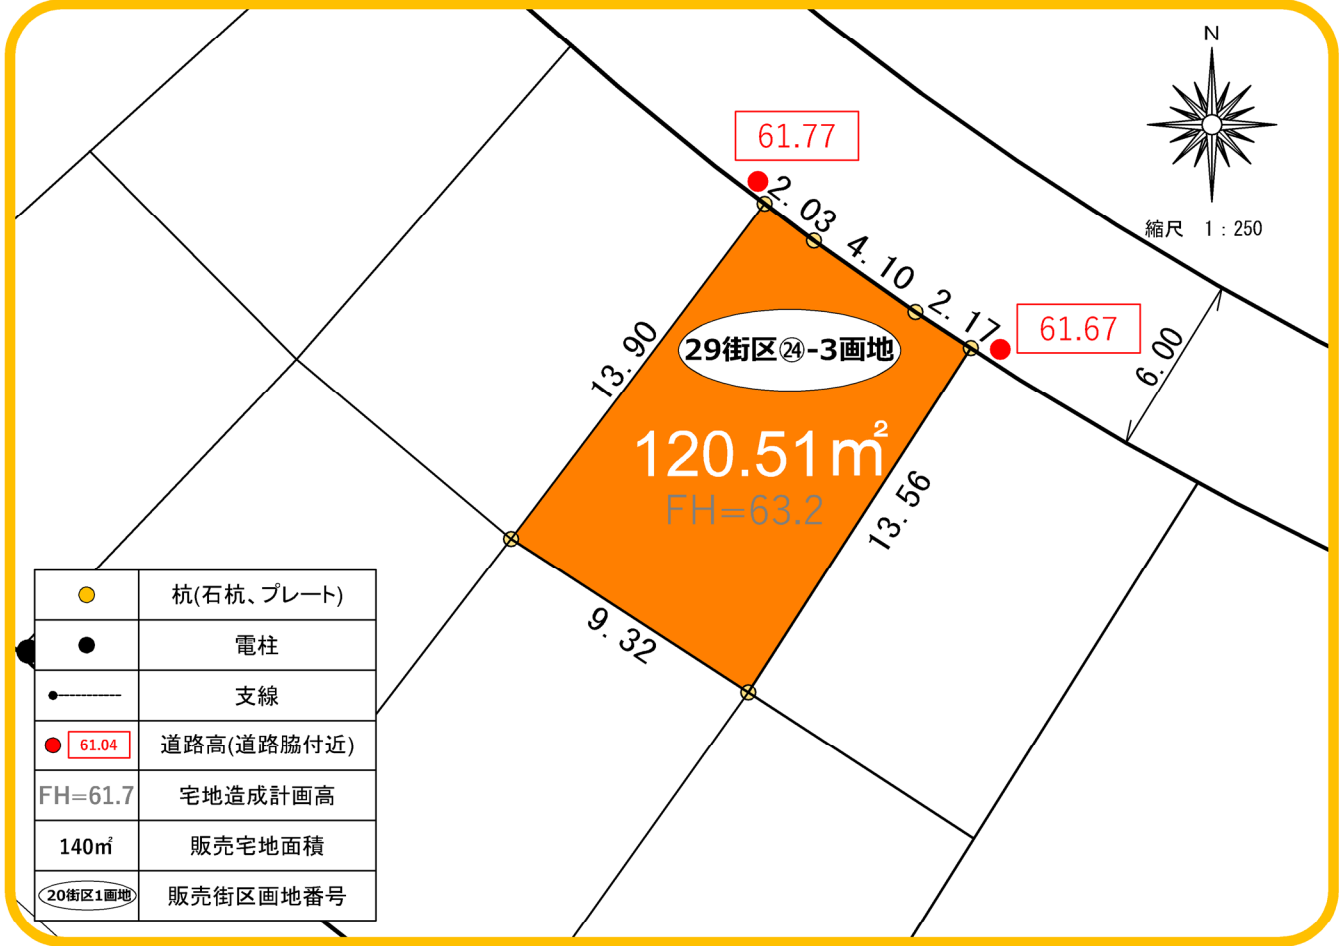 N
縮尺 1:250
61.77
2.03
4.10
2.17
61.67
6.00
13.90
29街区㉔-3画地
120.51㎡
FH=63.2
13.56
9.32
杭(石杭、プレート)
電柱
支線
61.04 道路高(道路脇付近)
FH=61.7 宅地造成計画高
140㎡ 販売宅地面積
20街区1画地 販売街区画地番号